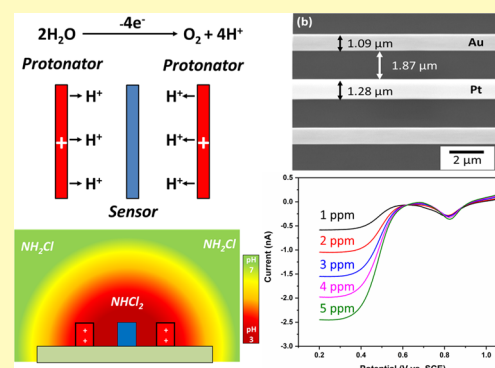 -4e⁻
2H₂O → O₂ + 4H⁺
Protonator Protonator
H⁺ H⁺
+ H⁺ H⁺ +
H⁺ H⁺
Sensor
NH₂Cl NH₂Cl
pH 7
NHCl₂
+ + + +
pH 3
(b)
1.09 µm Au
1.87 µm
1.28 µm Pt
2 µm
0.5
0.0
-0.5
-1.0
-1.5
-2.0
-2.5
-3.0
Current (nA)
1 ppm
2 ppm
3 ppm
4 ppm
5 ppm
0.2 0.4 0.6 0.8 1.0
Potential (V vs. SCE)